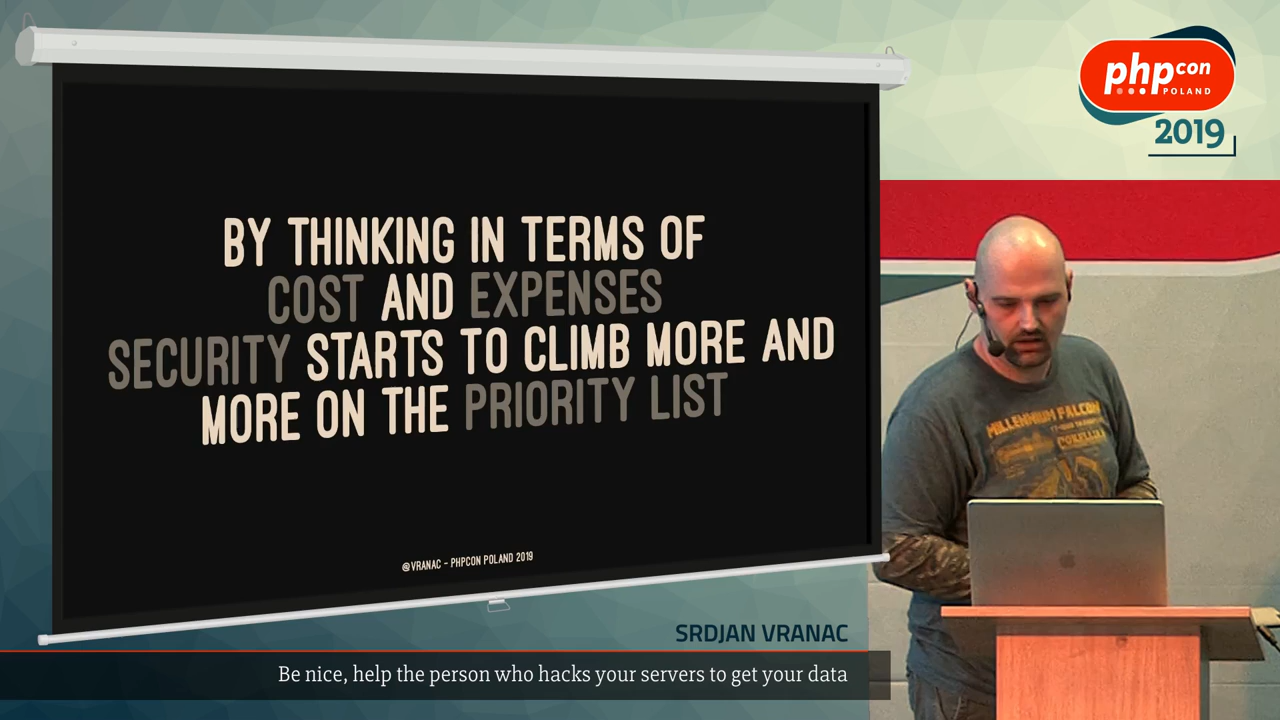 phpcon
POLAND
2019
BY THINKING IN TERMS OF
COST AND EXPENSES
SECURITY STARTS TO CLIMB MORE AND
MORE ON THE PRIORITY LIST
@VRANAC - PHPCON POLAND 2019
MILLENNIUM FALCON
CORELLIAN
SRDJAN VRANAC
Be nice, help the person who hacks your servers to get your data